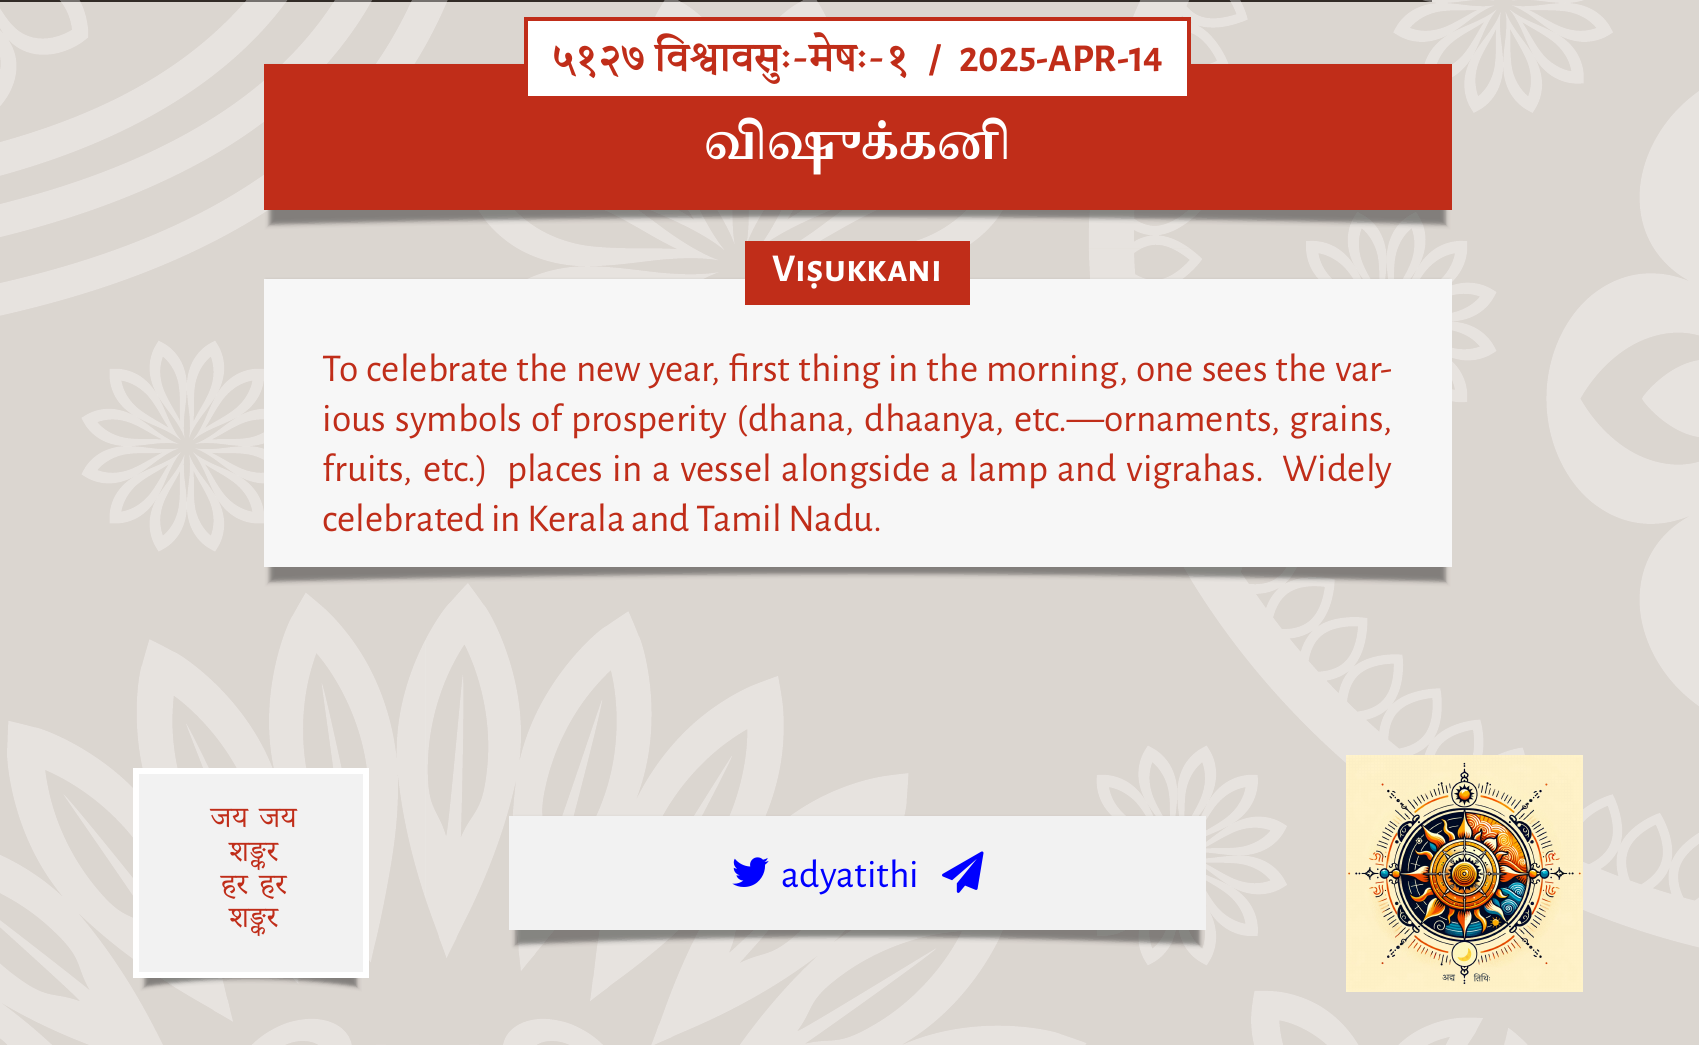 ५१२७ विश्वावसुः-मेषः-१ / 2025-APR-14
விஷுக்கனி
Viṣukkani
To celebrate the new year, first thing in the morning, one sees the var-
ious symbols of prosperity (dhana, dhaanya, etc.—ornaments, grains,
fruits, etc.) places in a vessel alongside a lamp and vigrahas. Widely
celebrated in Kerala and Tamil Nadu.
जय जय
शङ्कर
हर हर
शङ्कर
adyatithi
अद्य तिथिः